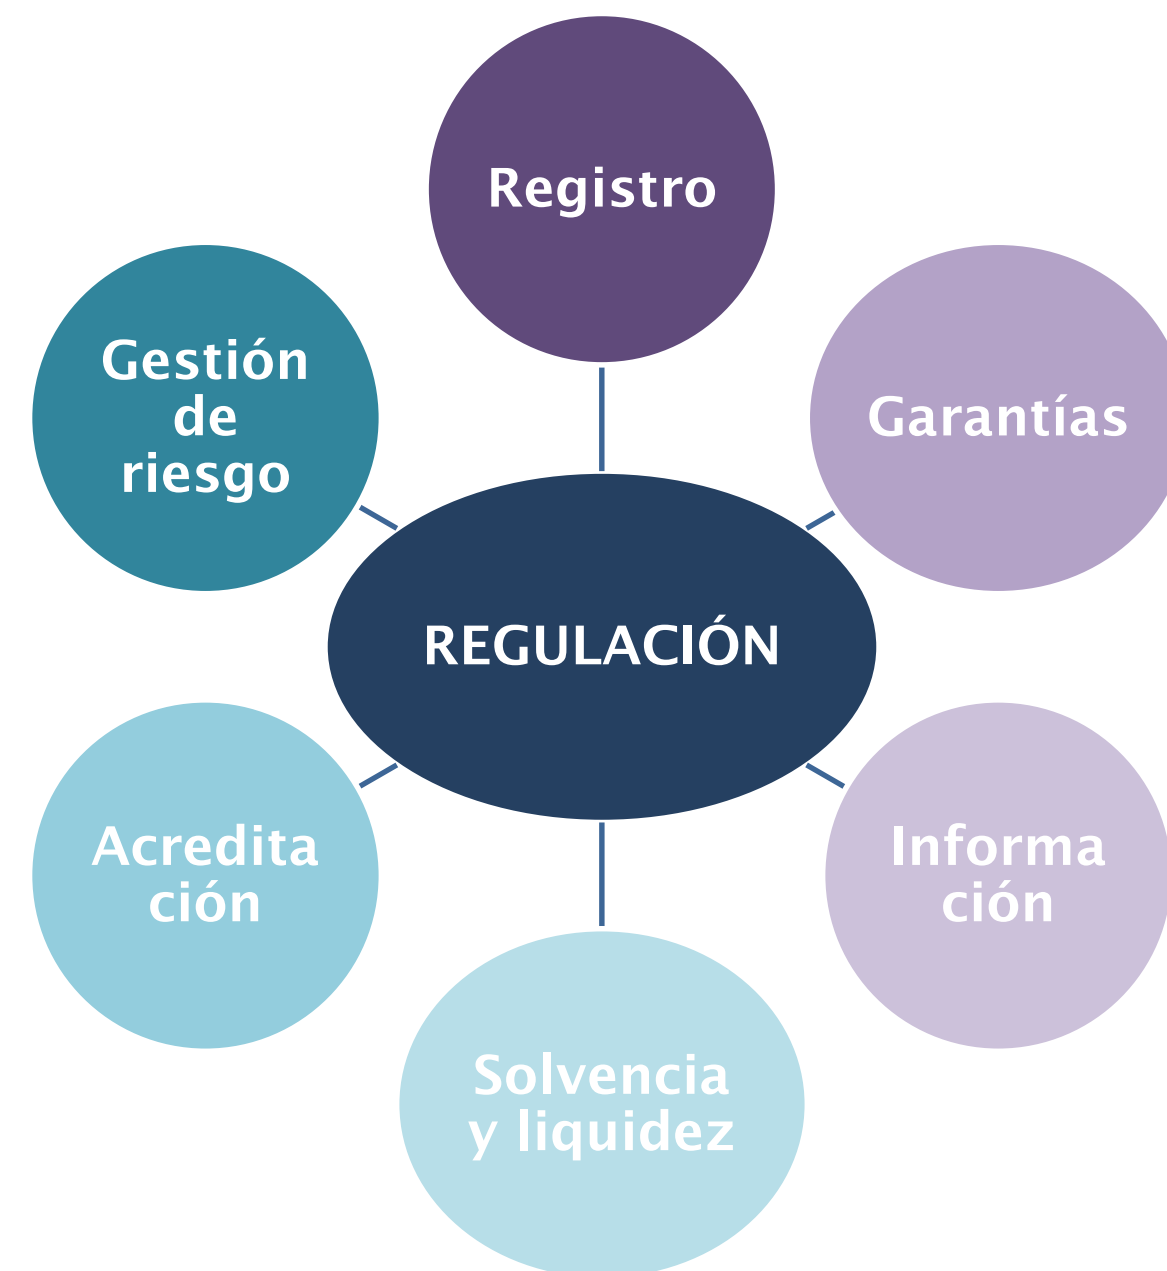 Registro
Gestión
de
riesgo
Garantías
REGULACIÓN
Acredita
ción
Informa
ción
Solvencia
y liquidez